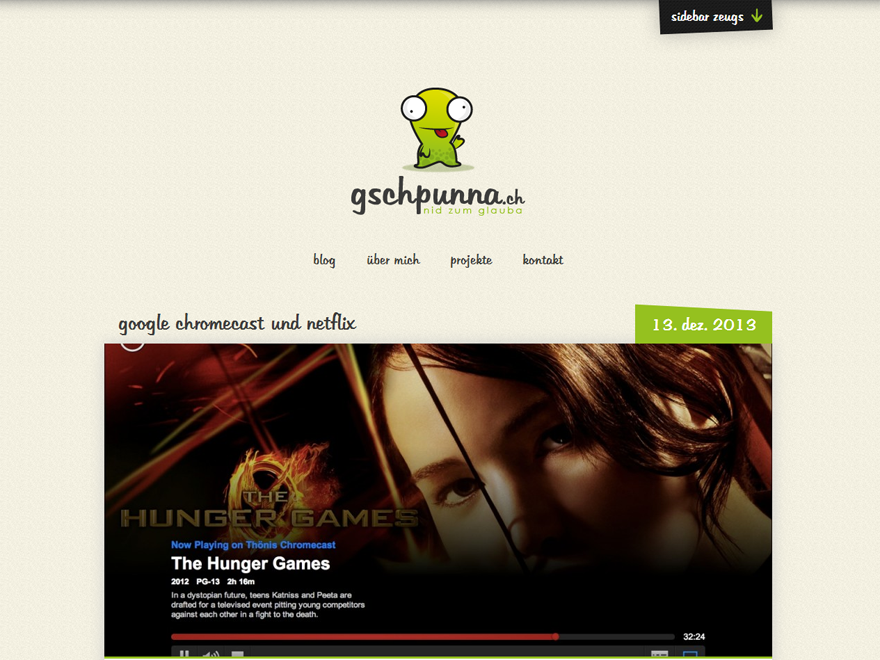 sidebar zeugs
gschpunna.ch
nid zum glauba
blog über mich projekte kontakt
google chromecast und netflix
13. dez. 2013
THE
HUNGER GAMES
Now Playing on Thönis Chromecast
The Hunger Games
2012 PG-13 2h 16m
In a dystopian future, teens Katniss and Peeta are
drafted for a televised event pitting young competitors
against each other in a fight to the death.
32:24